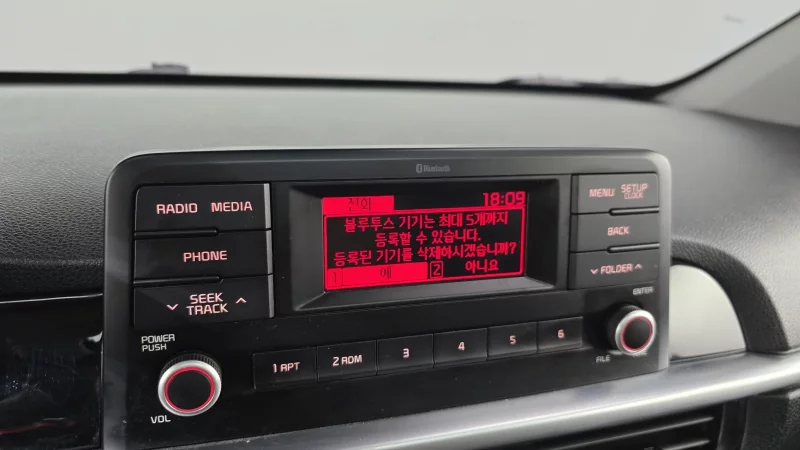 Bluetooth
RADIO MEDIA
PHONE
SEEK
TRACK
POWER
PUSH
VOL
전화 18:09
블루투스 기기는 최대 5개까지
등록할 수 있습니다.
등록된 기기를 삭제하시겠습니까?
1 예 2 아니요
MENU SETUP
CLOCK
BACK
FOLDER
ENTER
FILE
1 RPT 2 RDM 3 4 5 6